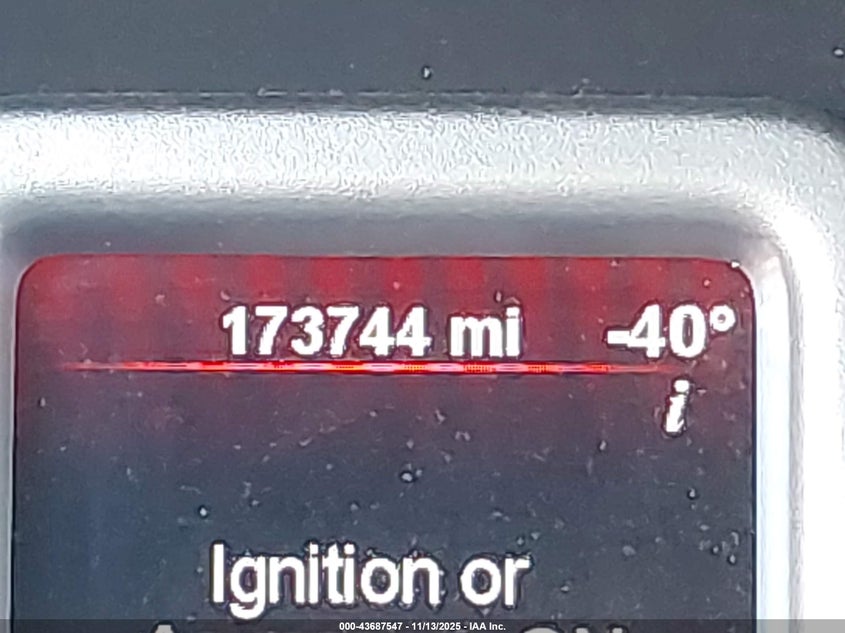 173744 mi -40°
i
Ignition or
000-43687547 - 11/13/2025 - IAA Inc.